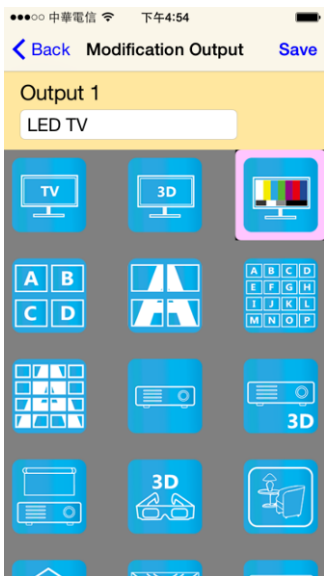 中華電信 下午4:54
Back Modification Output Save
Output 1
LED TV
TV 3D
A B
C D
A B C D
E F G H
I J K L
M N O P
3D
3D